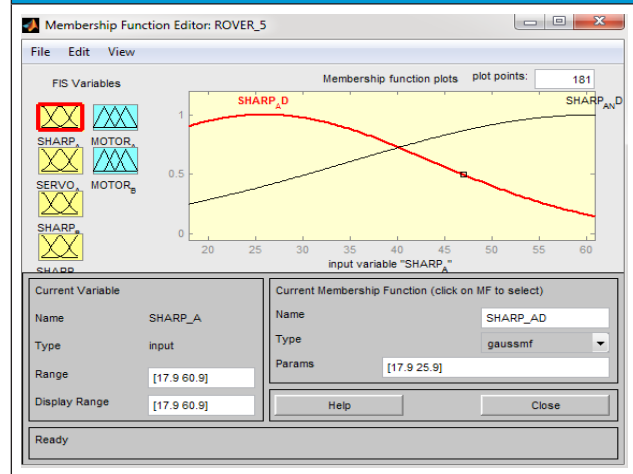 Membership Function Editor: ROVER_5
File Edit View
FIS Variables
Membership function plots plot points: 181
SHARP_AD
SHARP_AND
SHARP_A MOTOR_A
SERVO_A MOTOR_B
SHARP_B
SHARP
1
0.5
0
20 25 30 35 40 45 50 55 60
input variable "SHARP_A"
Current Variable
Name SHARP_A
Type input
Range [17.9 60.9]
Display Range [17.9 60.9]
Current Membership Function (click on MF to select)
Name SHARP_AD
Type gaussmf
Params [17.9 25.9]
Help Close
Ready